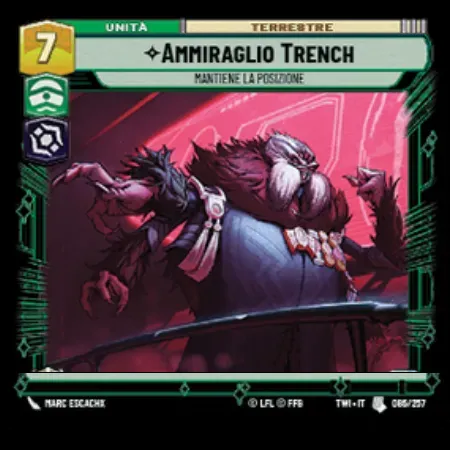 7
UNITÀ
TERRESTRE
AMMIRAGLIO TRENCH
MANTIENE LA POSIZIONE
MARC ESCACHX
© LFL © FFG
TWI • IT
086/257